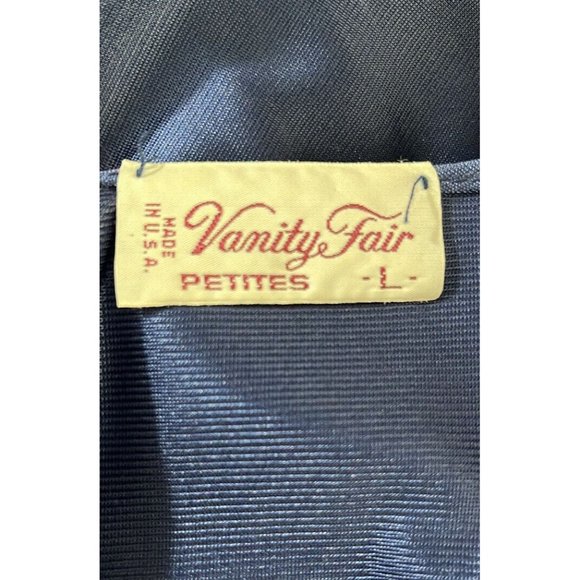 MADE
IN U.S.A.
Vanity Fair
PETITES -L-